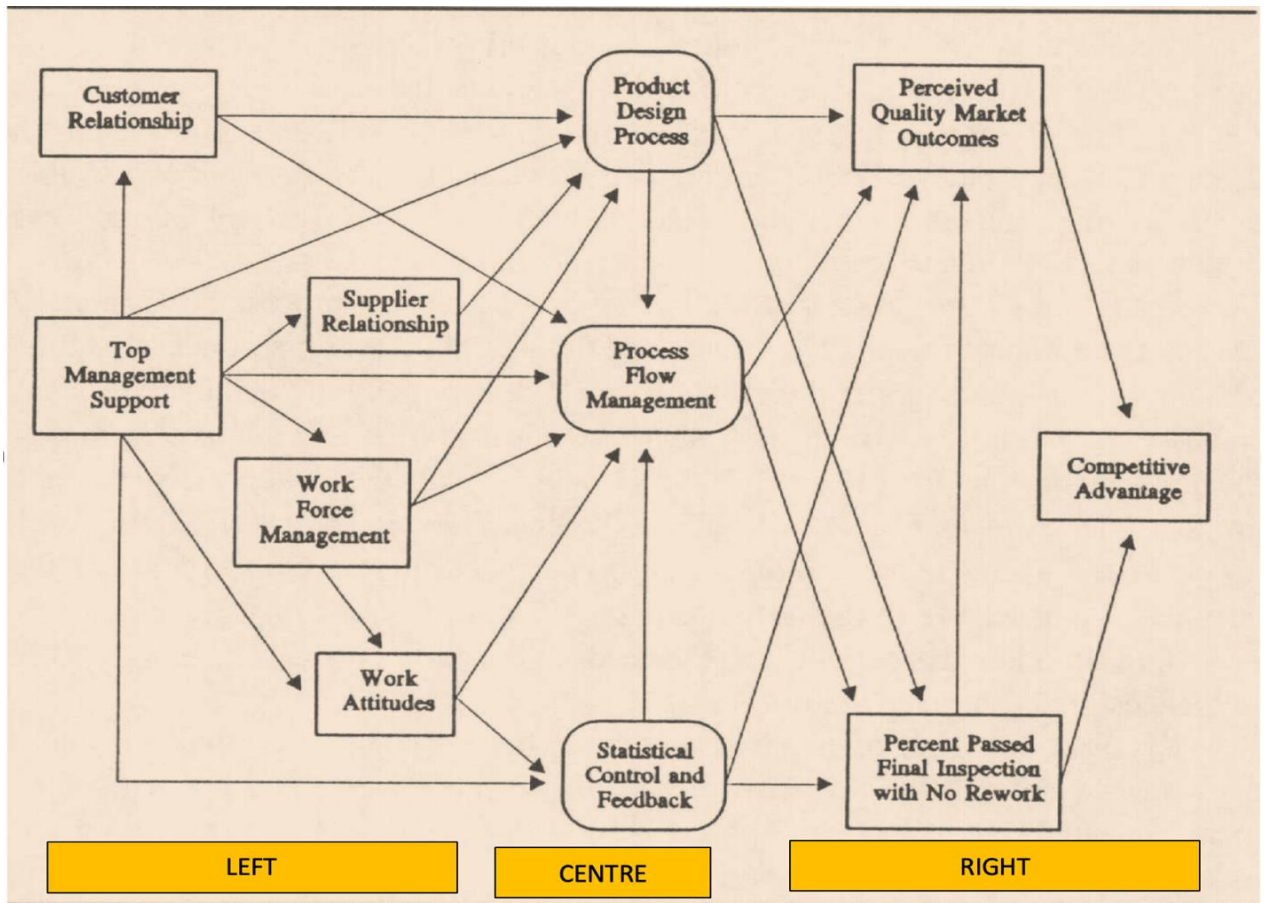 Customer
Relationship
Product
Design
Process
Perceived
Quality Market
Outcomes
Supplier
Relationship
Top
Management
Support
Process
Flow
Management
Work
Force
Management
Competitive
Advantage
Work
Attitudes
Statistical
Control and
Feedback
Percent Passed
Final Inspection
with No Rework
LEFT
CENTRE
RIGHT